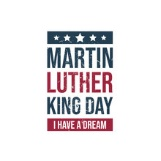 MARTIN
LUTHER
KING DAY
I HAVE A DREAM